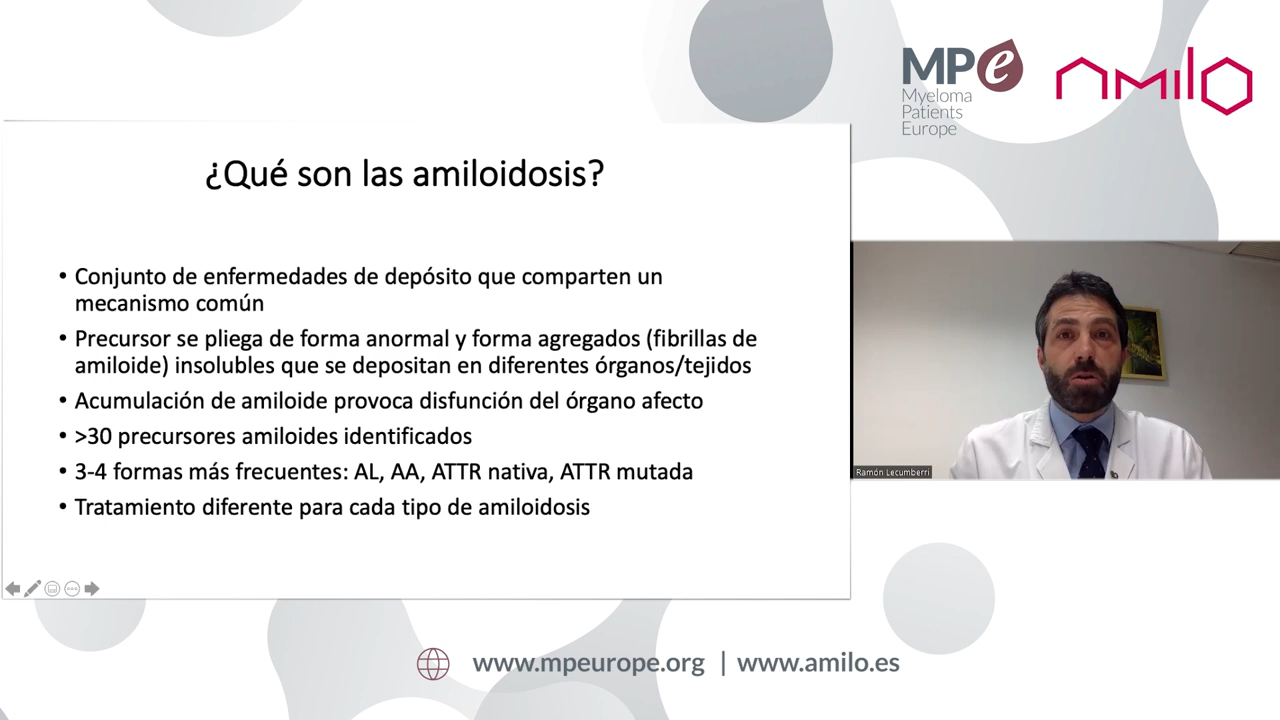 MPe
Myeloma
Patients
Europe
amilo
¿Qué son las amiloidosis?
• Conjunto de enfermedades de depósito que comparten un
mecanismo común
• Precursor se pliega de forma anormal y forma agregados (fibrillas de
amiloide) insolubles que se depositan en diferentes órganos/tejidos
• Acumulación de amiloide provoca disfunción del órgano afecto
• >30 precursores amiloides identificados
• 3-4 formas más frecuentes: AL, AA, ATTR nativa, ATTR mutada
• Tratamiento diferente para cada tipo de amiloidosis
Ramón Lecumberri
www.mpeurope.org | www.amilo.es